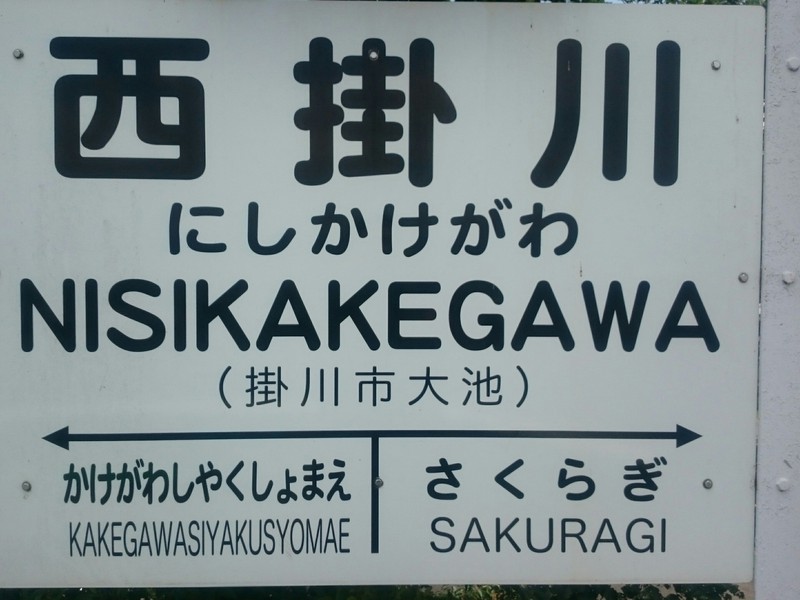 西掛川
にしかけがわ
NISIKAKEGAWA
(掛川市大池)
かけがわしやくしょまえ
KAKEGAWASIYAKUSYOMAE
さくらぎ
SAKURAGI